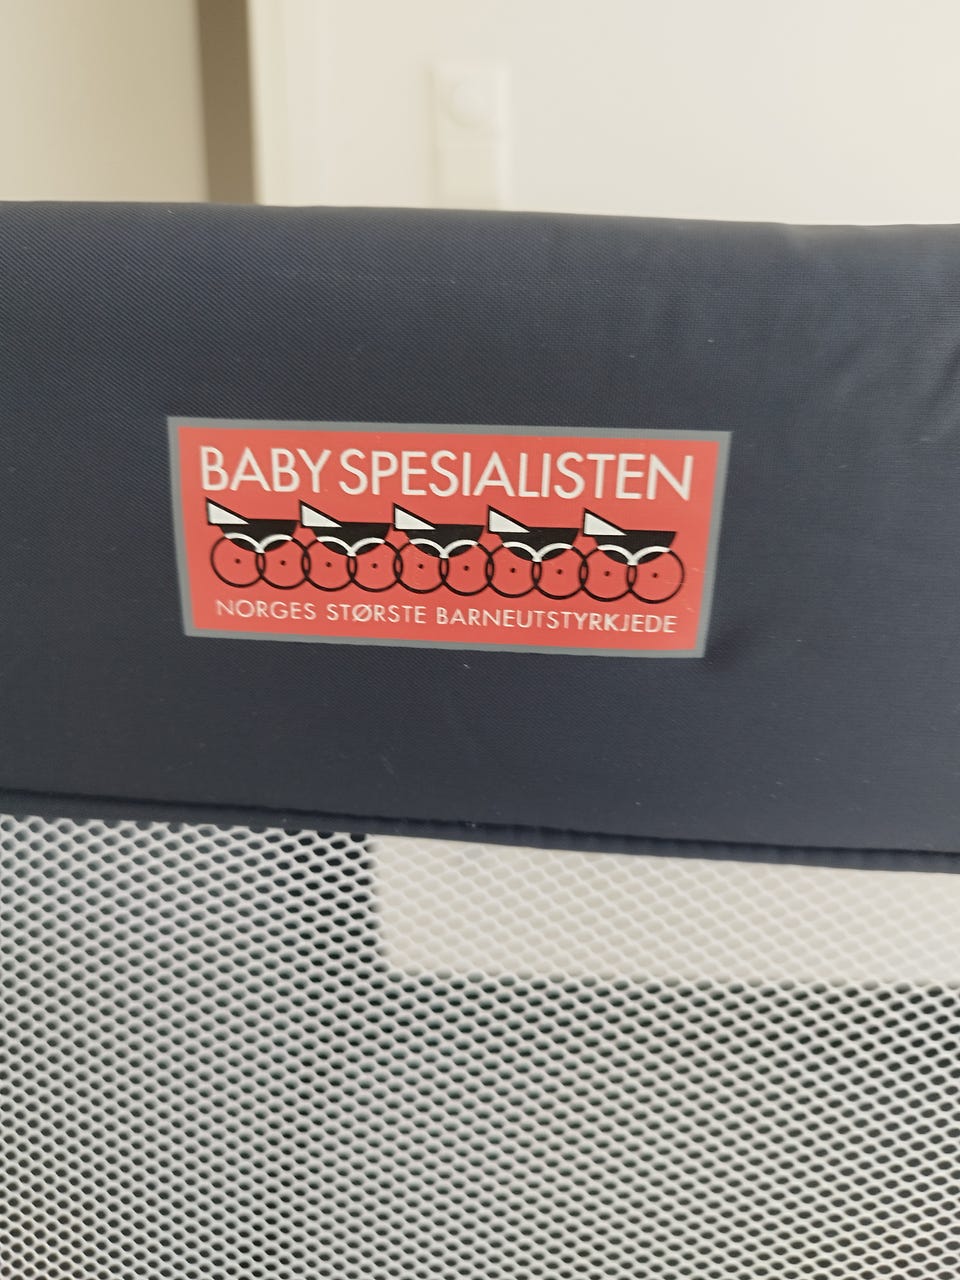 BABY SPESIALISTEN
NORGES STØRSTE BARNEUTSTYRKJEDE